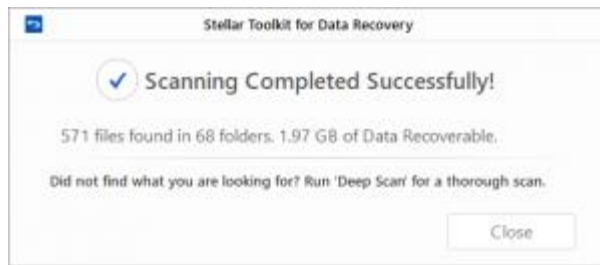 Stellar Toolkit for Data Recovery
Scanning Completed Successfully!
571 files found in 68 folders. 1.97 GB of Data Recoverable.
Did not find what you are looking for? Run 'Deep Scan' for a thorough scan.
Close